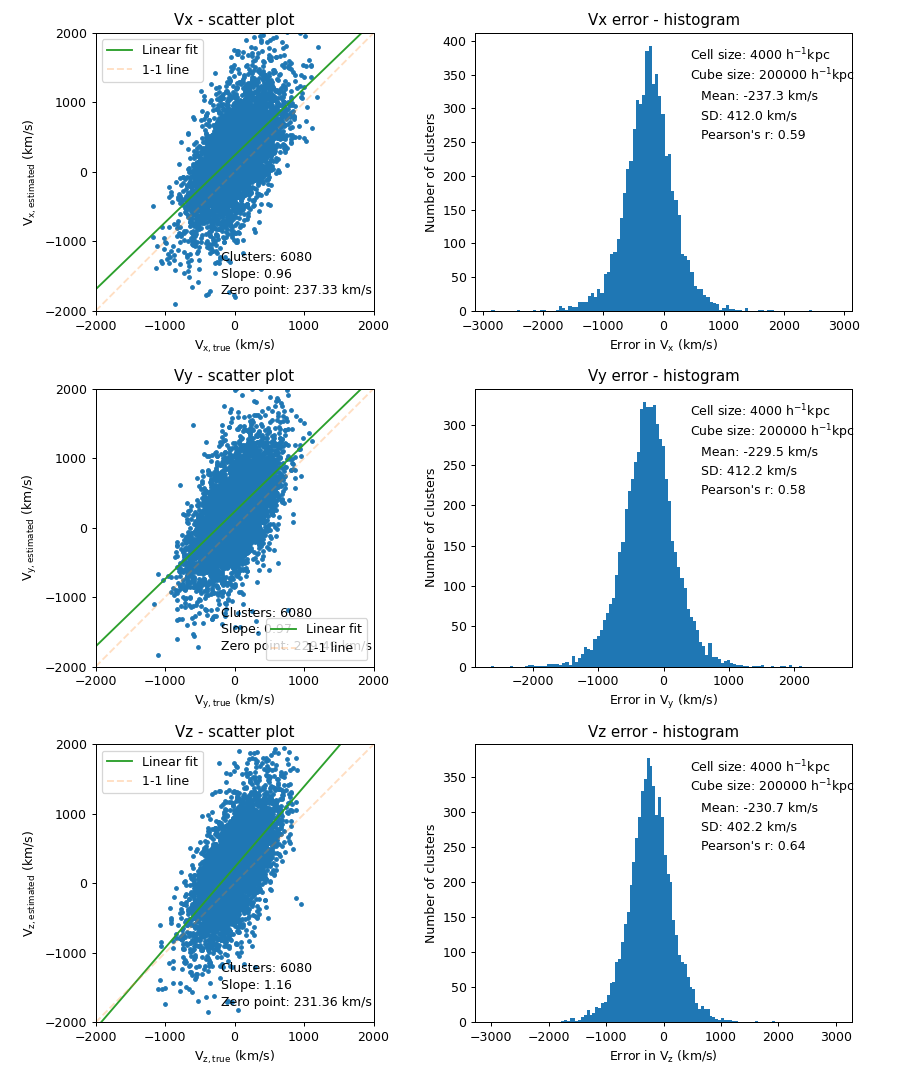 Vx - scatter plot
2000
1000
0
−1000
−2000
−2000 −1000 0 1000 2000
Vx, estimated (km/s)
Vx, true (km/s)
Linear fit
1-1 line
Clusters: 6080
Slope: 0.96
Zero point: 237.33 km/s
Vx error - histogram
400
350
300
250
200
150
100
50
0
−3000 −2000 −1000 0 1000 2000 3000
Number of clusters
Error in Vx (km/s)
Cell size: 4000 h−1kpc
Cube size: 200000 h−1kpc
Mean: -237.3 km/s
SD: 412.0 km/s
Pearson's r: 0.59
Vy - scatter plot
2000
1000
0
−1000
−2000
−2000 −1000 0 1000 2000
Vy, estimated (km/s)
Vy, true (km/s)
Clusters: 6080
Slope: 0.97
Zero point: km/s
Linear fit
1-1 line
Vy error - histogram
300
250
200
150
100
50
0
−2000 −1000 0 1000 2000
Number of clusters
Error in Vy (km/s)
Cell size: 4000 h−1kpc
Cube size: 200000 h−1kpc
Mean: -229.5 km/s
SD: 412.2 km/s
Pearson's r: 0.58
Vz - scatter plot
2000
1000
0
−1000
−2000
−2000 −1000 0 1000 2000
Vz, estimated (km/s)
Vz, true (km/s)
Linear fit
1-1 line
Clusters: 6080
Slope: 1.16
Zero point: 231.36 km/s
Vz error - histogram
350
300
250
200
150
100
50
0
−3000 −2000 −1000 0 1000 2000 3000
Number of clusters
Error in Vz (km/s)
Cell size: 4000 h−1kpc
Cube size: 200000 h−1kpc
Mean: -230.7 km/s
SD: 402.2 km/s
Pearson's r: 0.64